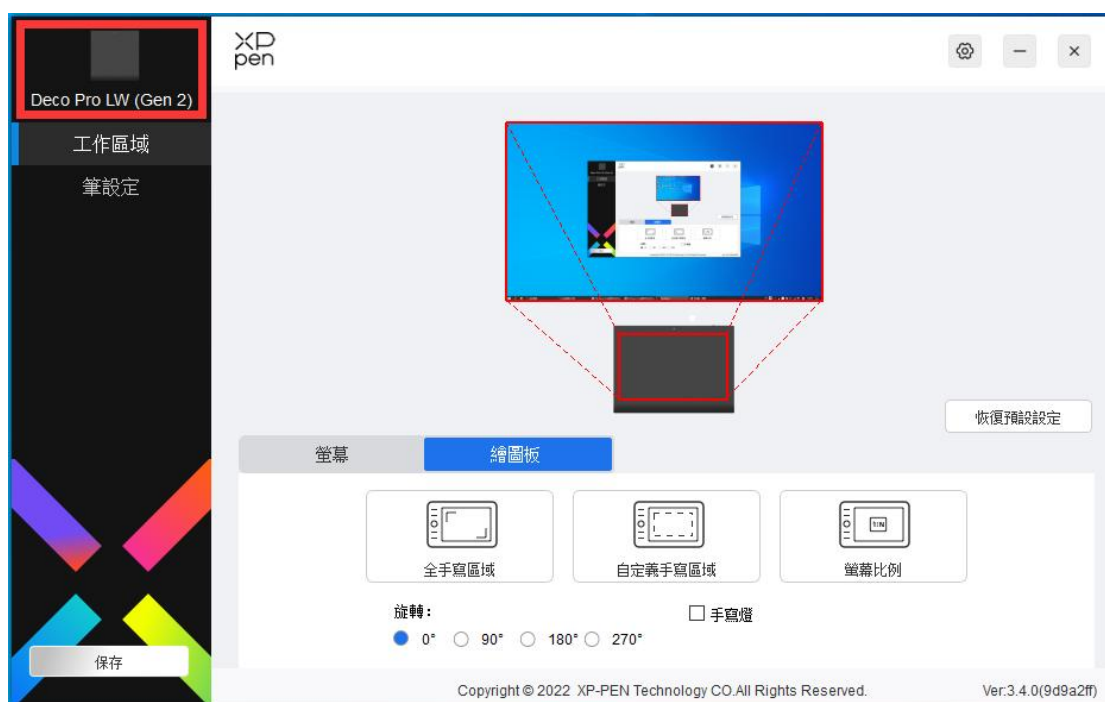 XP
pen
Deco Pro LW (Gen 2)
工作區域
筆設定
恢復預設設定
螢幕
繪圖板
1:N
全手寫區域
自定義手寫區域
螢幕比例
旋轉:
手寫燈
0° 90° 180° 270°
保存
Copyright © 2022 XP-PEN Technology CO.All Rights Reserved.
Ver:3.4.0(9d9a2ff)